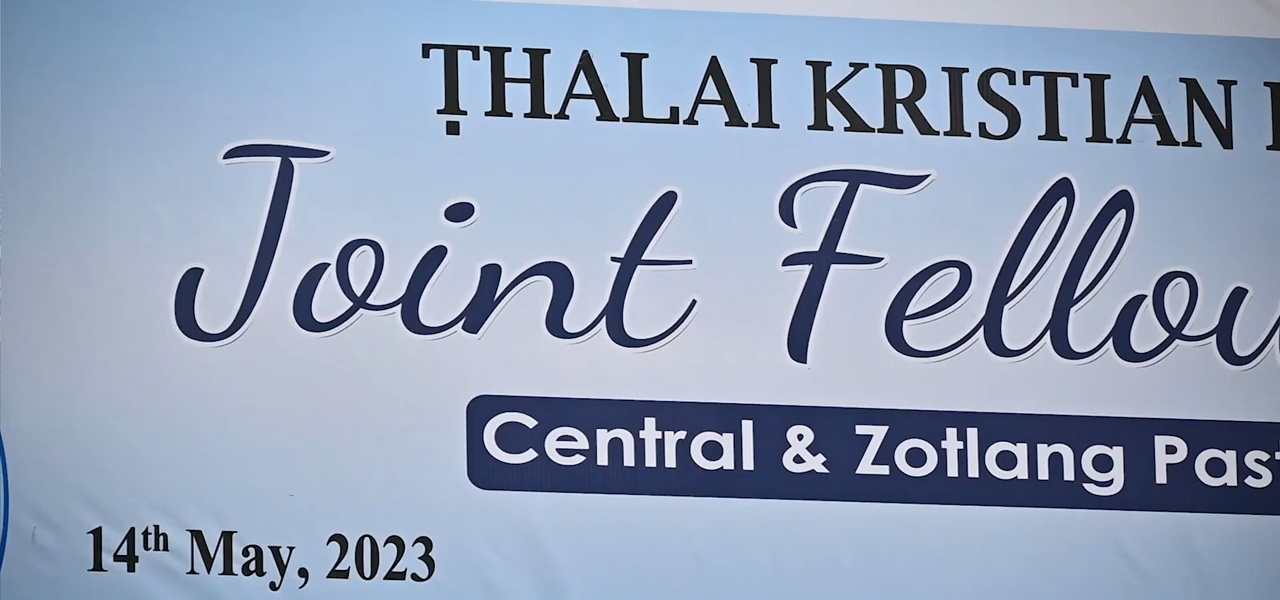 ṬHALAI KRISTIAN
Joint
Central & Zotlang
14th May, 2023